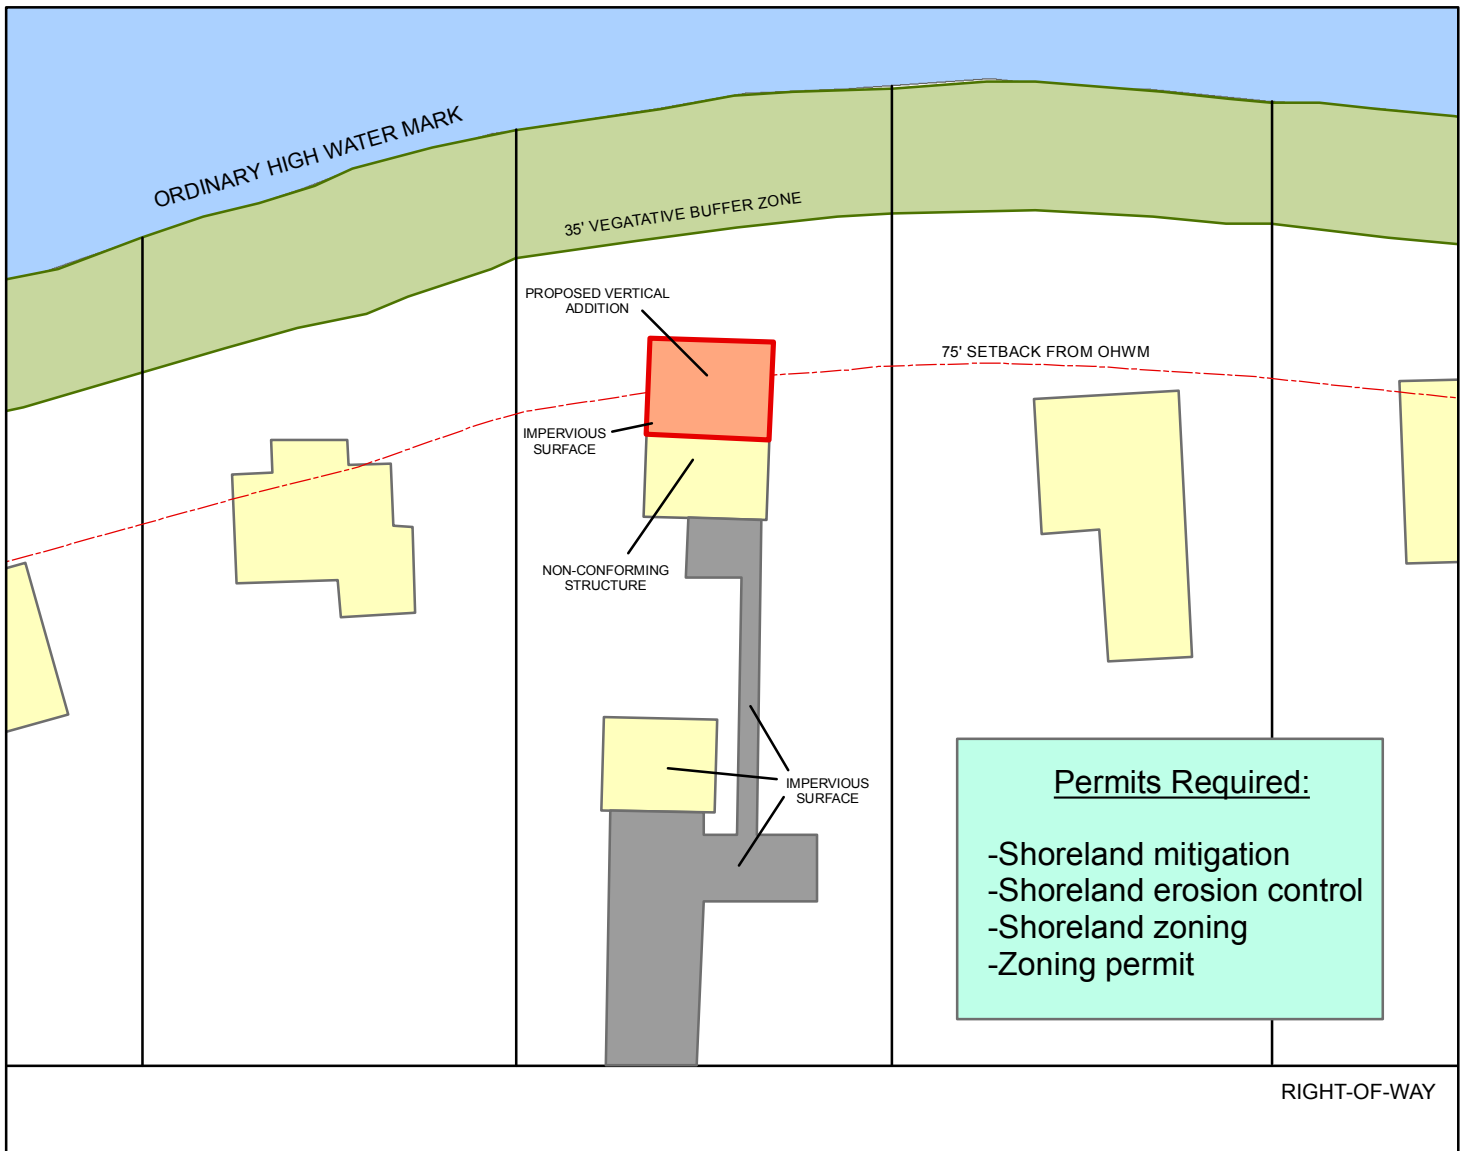 ORDINARY HIGH WATER MARK
35' VEGATATIVE BUFFER ZONE
PROPOSED VERTICAL
ADDITION
75' SETBACK FROM OHWM
IMPERVIOUS
SURFACE
NON-CONFORMING
STRUCTURE
IMPERVIOUS
SURFACE
Permits Required:
-Shoreland mitigation
-Shoreland erosion control
-Shoreland zoning
-Zoning permit
RIGHT-OF-WAY